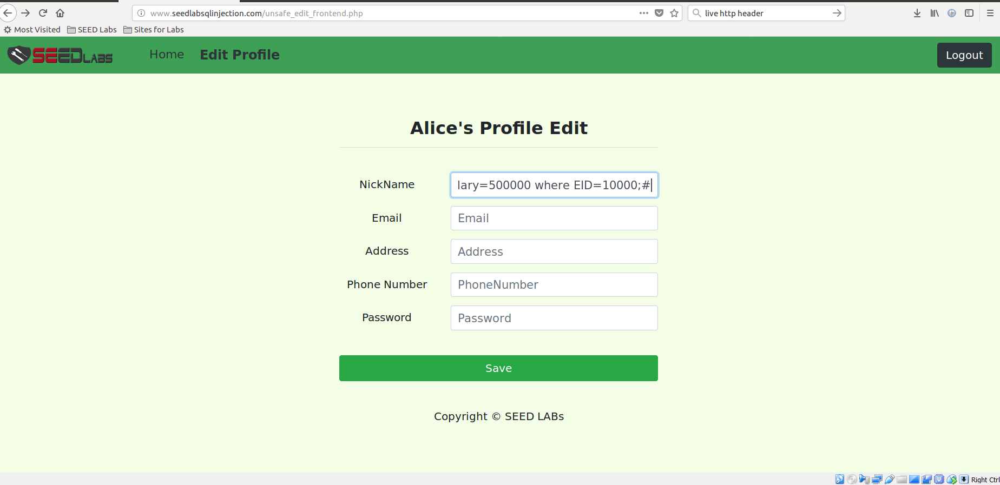 www.seedlabsqlinjection.com/unsafe_edit_frontend.php
live http header
Most Visited SEED Labs Sites for Labs
SEEDLABS Home Edit Profile Logout
Alice's Profile Edit
NickName lary=500000 where EID=10000;#
Email Email
Address Address
Phone Number PhoneNumber
Password Password
Save
Copyright © SEED LABs
Right Ctrl